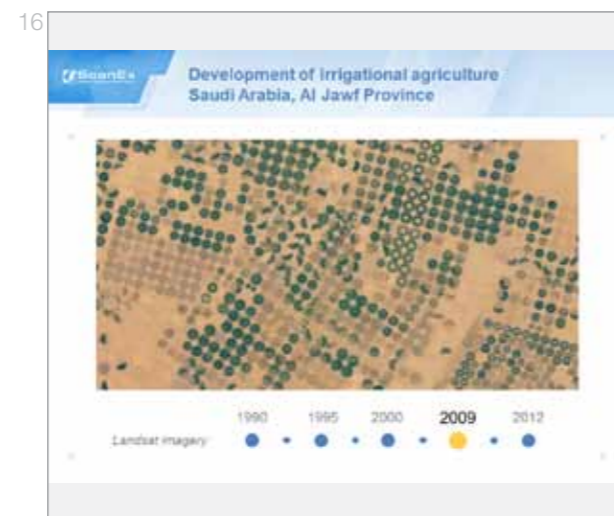 16
ScanEx
Development of irrigational agriculture
Saudi Arabia, Al Jawf Province
1990 1995 2000 2009 2012
Landsat imagery